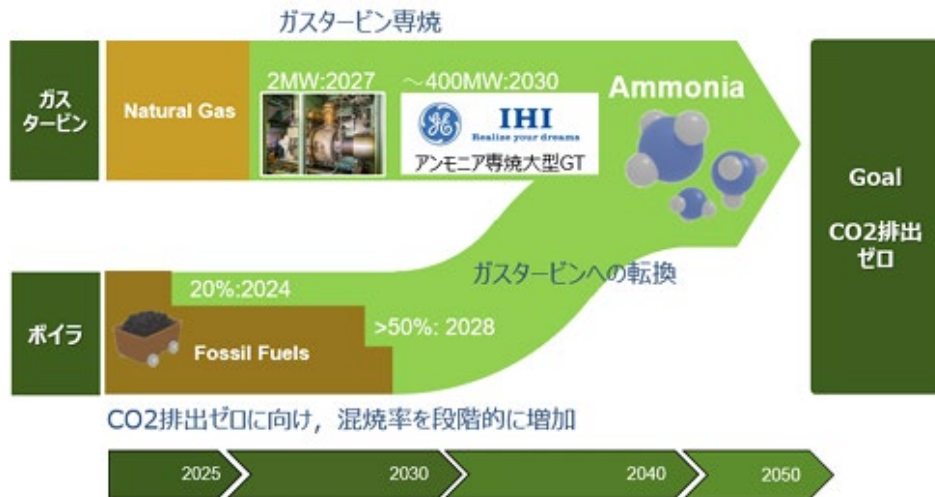 ガスタービン専焼
ガス
タービン
Natural Gas
2MW:2027
～400MW:2030
GE
IHI
Realize your dreams
アンモニア専焼大型GT
Ammonia
Goal
CO2排出
ゼロ
ガスタービンへの転換
ボイラ
20%:2024
>50%: 2028
Fossil Fuels
CO2排出ゼロに向け，混焼率を段階的に増加
2025
2030
2040
2050